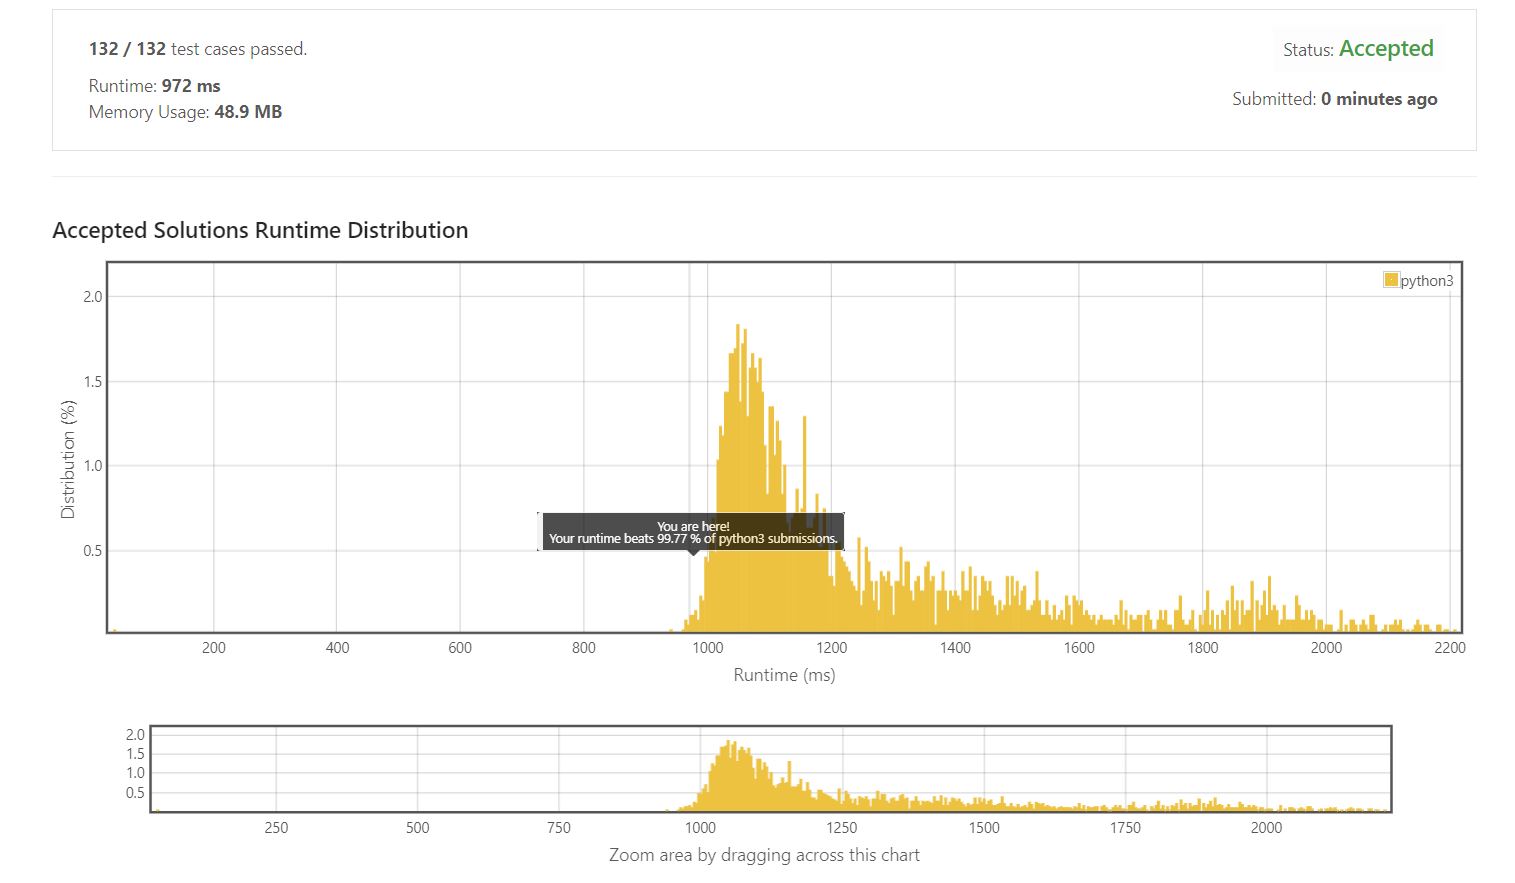 132 / 132 test cases passed.
Status: Accepted
Runtime: 972 ms
Memory Usage: 48.9 MB
Submitted: 0 minutes ago
Accepted Solutions Runtime Distribution
python3
Distribution (%)
2.0
1.5
1.0
0.5
You are here!
Your runtime beats 99.77 % of python3 submissions.
200 400 600 800 1000 1200 1400 1600 1800 2000 2200
Runtime (ms)
2.0
1.5
1.0
0.5
250 500 750 1000 1250 1500 1750 2000
Zoom area by dragging across this chart